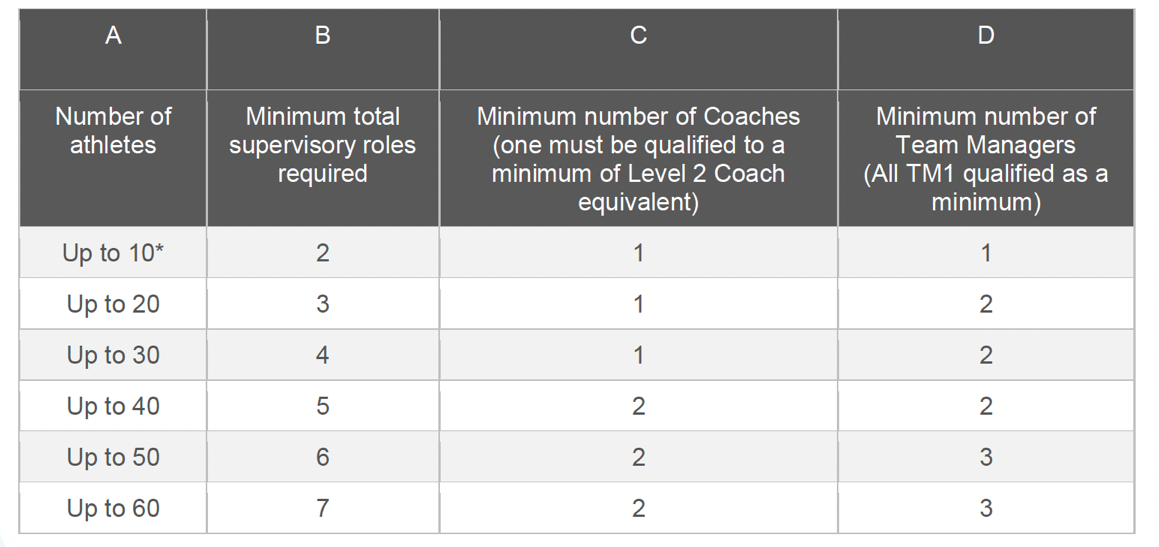 A B C D
Number of athletes Minimum total supervisory roles required Minimum number of Coaches (one must be qualified to a minimum of Level 2 Coach equivalent) Minimum number of Team Managers (All TM1 qualified as a minimum)
Up to 10* 2 1 1
Up to 20 3 1 2
Up to 30 4 1 2
Up to 40 5 2 2
Up to 50 6 2 3
Up to 60 7 2 3